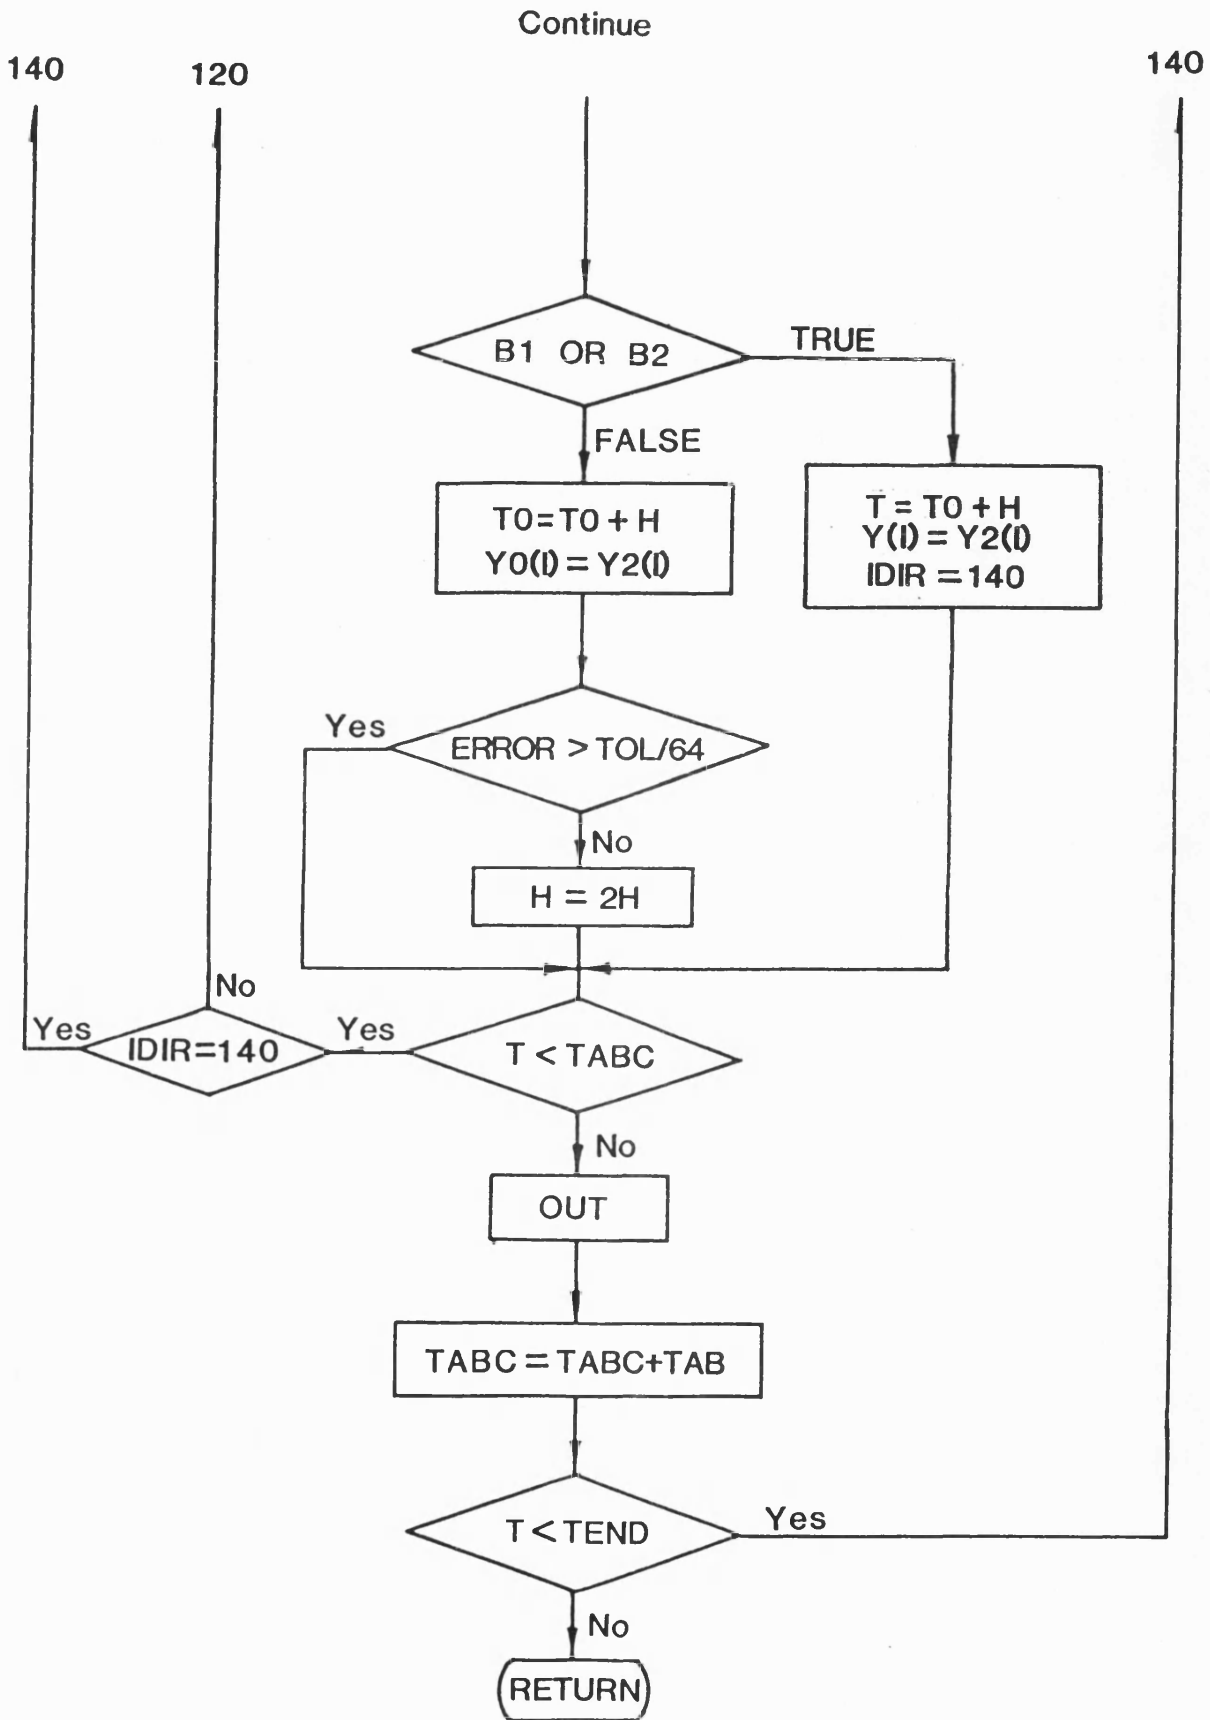 Continue
140
120
140
B1 OR B2
TRUE
FALSE
T0=T0+H
Y0(I)=Y2(I)
T=T0+H
Y(I)=Y2(I)
IDIR=140
Yes
ERROR > TOL/64
No
H = 2H
No
Yes
IDIR=140
Yes
T < TABC
No
OUT
TABC=TABC+TAB
T<TEND
Yes
No
RETURN